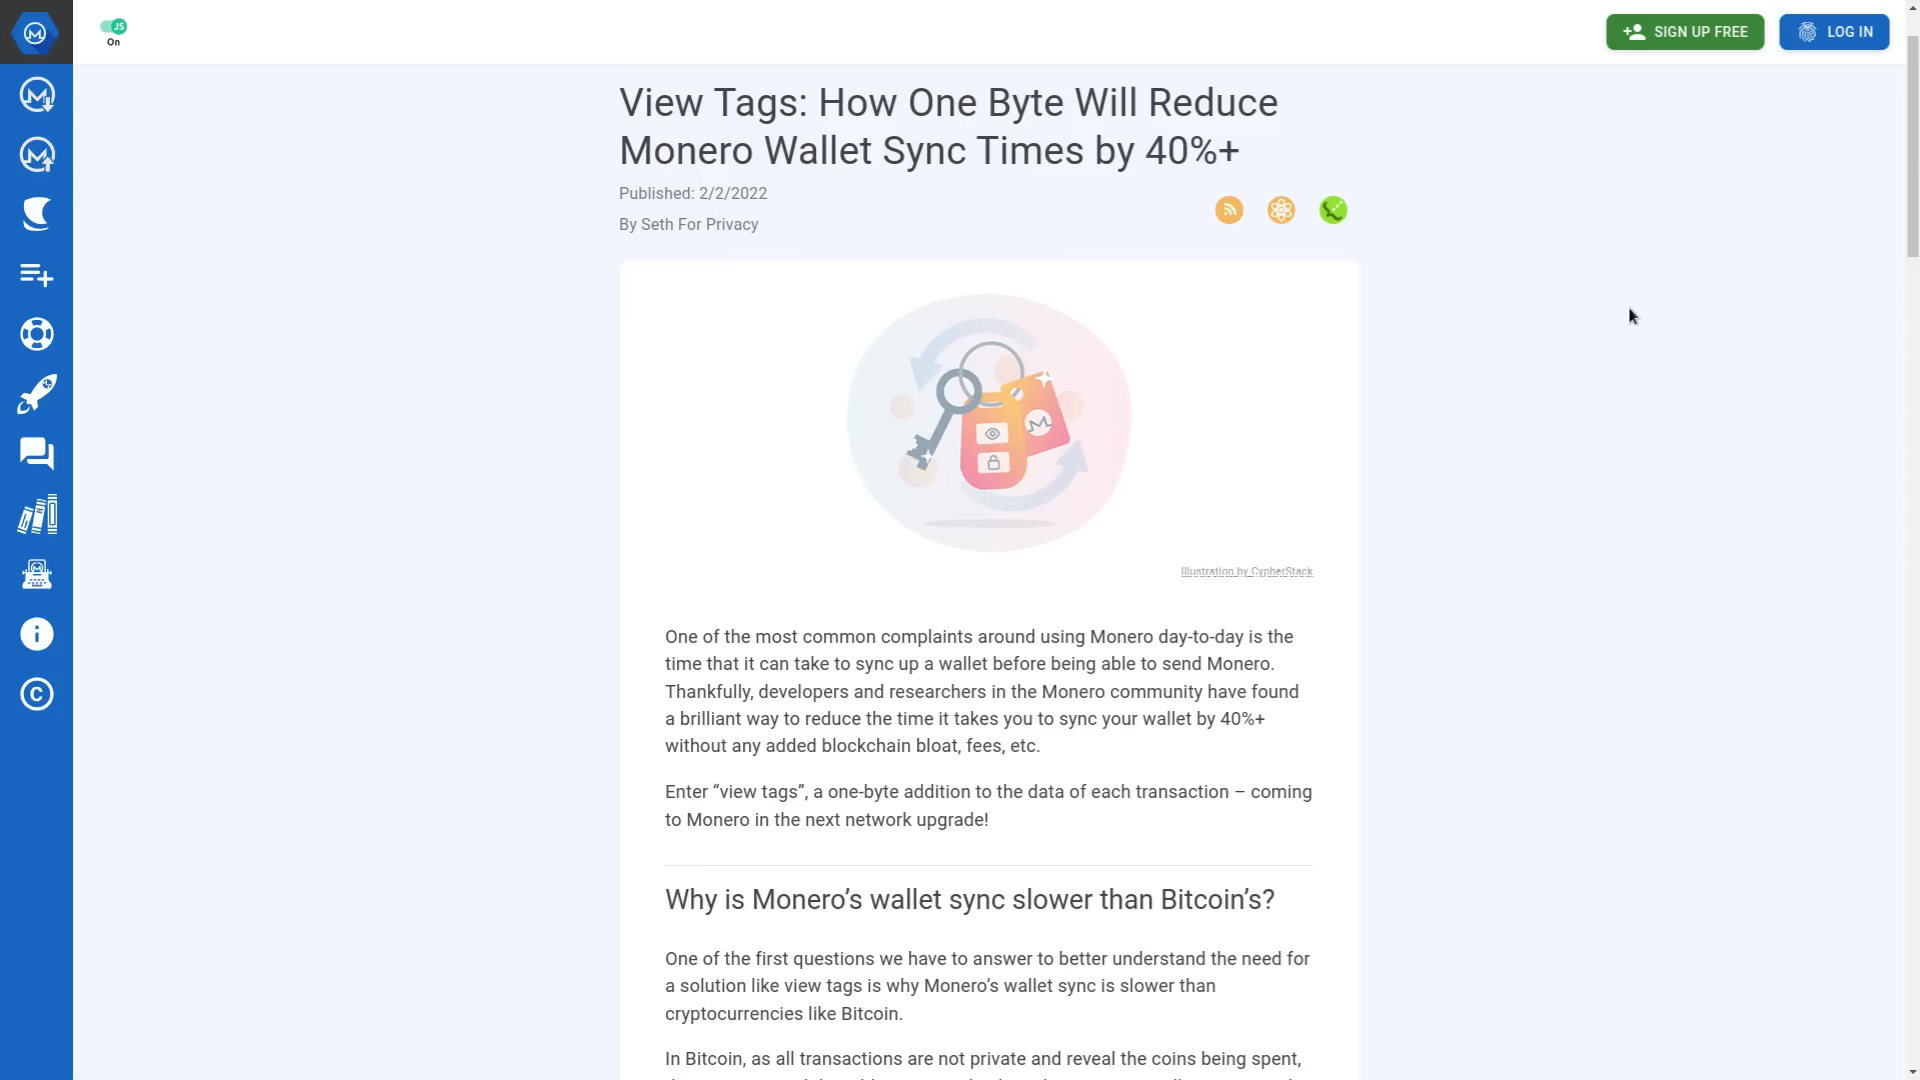 JS
On
SIGN UP FREE
LOG IN
View Tags: How One Byte Will Reduce
Monero Wallet Sync Times by 40%+
Published: 2/2/2022
By Seth For Privacy
Illustration by CypherStack
One of the most common complaints around using Monero day-to-day is the
time that it can take to sync up a wallet before being able to send Monero.
Thankfully, developers and researchers in the Monero community have found
a brilliant way to reduce the time it takes you to sync your wallet by 40%+
without any added blockchain bloat, fees, etc.
Enter “view tags”, a one-byte addition to the data of each transaction – coming
to Monero in the next network upgrade!
Why is Monero’s wallet sync slower than Bitcoin’s?
One of the first questions we have to answer to better understand the need for
a solution like view tags is why Monero’s wallet sync is slower than
cryptocurrencies like Bitcoin.
In Bitcoin, as all transactions are not private and reveal the coins being spent,